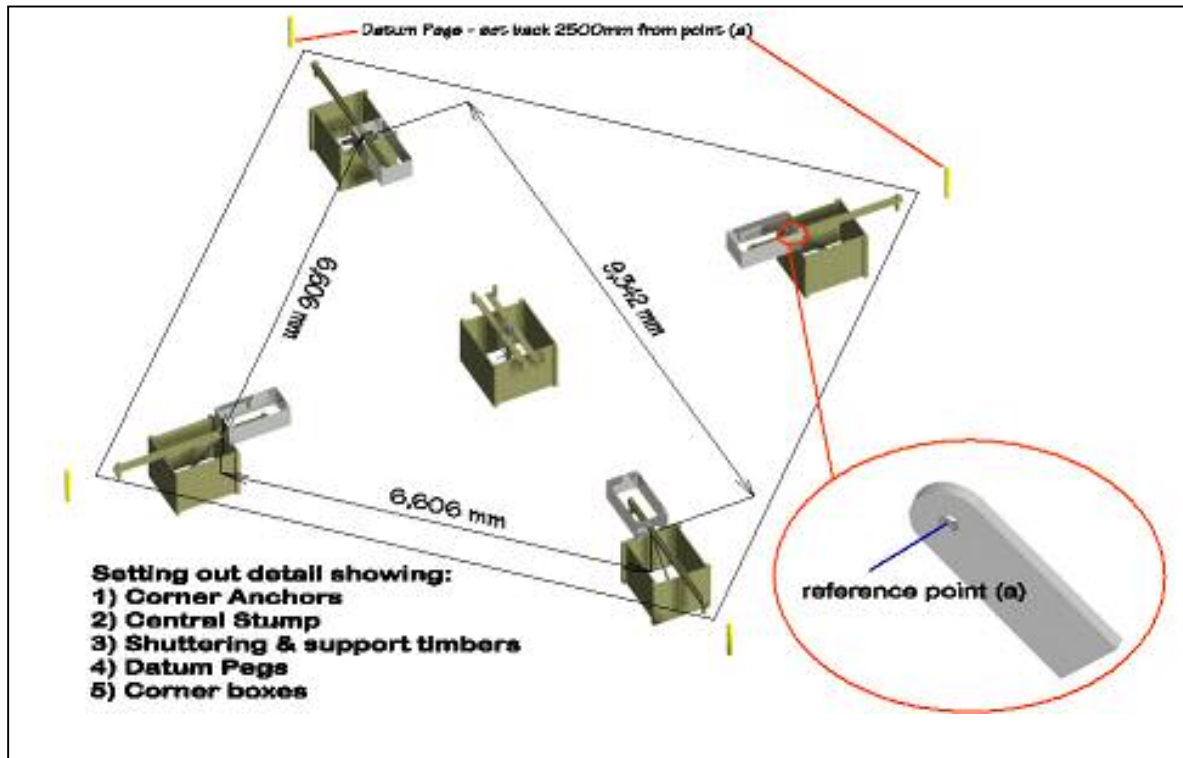 Datum Pegs - set back 2500mm from point (a)
6,606 mm
9,342 mm
6,606 mm
reference point (a)
Setting out detail showing:
1) Corner Anchors
2) Central Stump
3) Shuttering & support timbers
4) Datum Pegs
5) Corner boxes